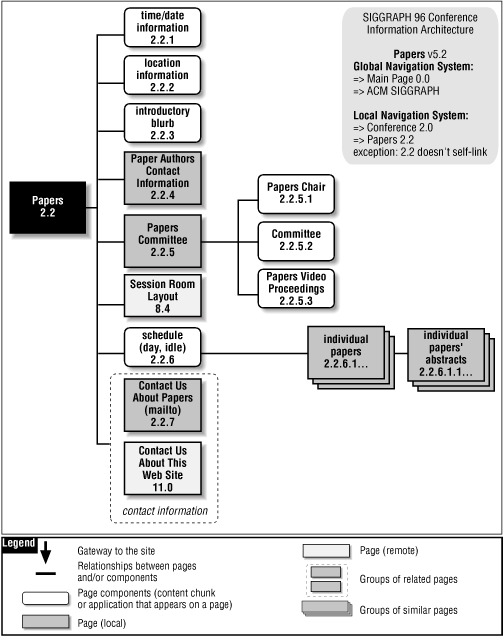 SIGGRAPH 96 Conference
Information Architecture
Papers v5.2
Global Navigation System:
=> Main Page 0.0
=> ACM SIGGRAPH
Local Navigation System:
=> Conference 2.0
=> Papers 2.2
exception: 2.2 doesn't self-link
Papers
2.2
time/date
information
2.2.1
location
information
2.2.2
introductory
blurb
2.2.3
Paper Authors
Contact
Information
2.2.4
Papers
Committee
2.2.5
Papers Chair
2.2.5.1
Committee
2.2.5.2
Papers Video
Proceedings
2.2.5.3
Session Room
Layout
8.4
schedule
(day, idle)
2.2.6
individual
papers
2.2.6.1...
individual
papers'
abstracts
2.2.6.1.1...
Contact Us
About Papers
(mailto)
2.2.7
Contact Us
About This
Web Site
11.0
contact information
Legend
Gateway to the site
Relationships between pages
and/or components
Page components (content chunk
or application that appears on a page)
Page (local)
Page (remote)
Groups of related pages
Groups of similar pages